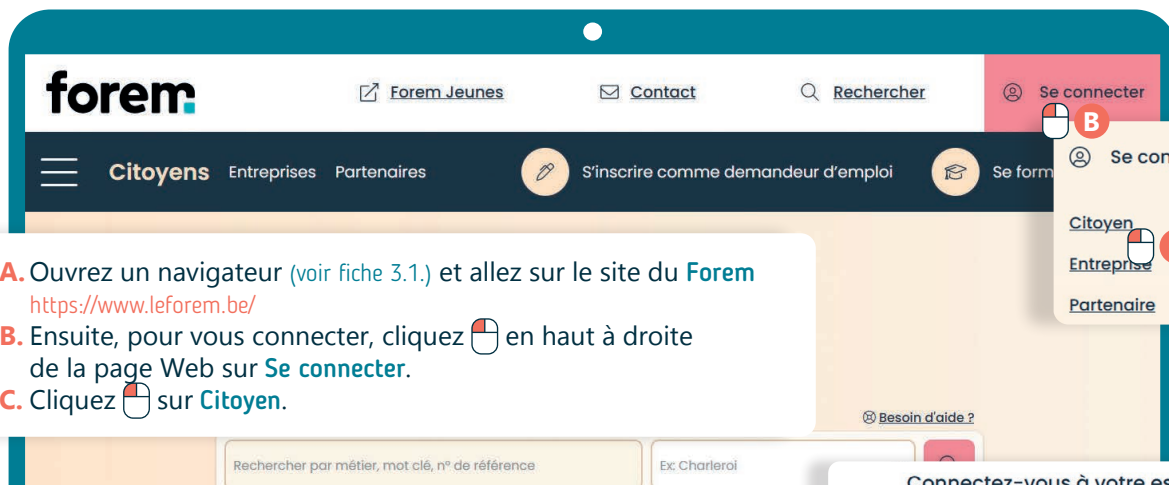 forem
Forem Jeunes
Contact
Rechercher
Se connecter
B
Citoyens Entreprises Partenaires
S'inscrire comme demandeur d'emploi
Se form
Se con
Citoyen
Entreprise
Partenaire
A. Ouvrez un navigateur (voir fiche 3.1.) et allez sur le site du Forem
https://www.leforem.be/
B. Ensuite, pour vous connecter, cliquez en haut à droite
de la page Web sur Se connecter.
C. Cliquez sur Citoyen.
Besoin d'aide ?
Rechercher par métier, mot clé, n° de référence
Ex: Charleroi
Connectez-vous à votre es